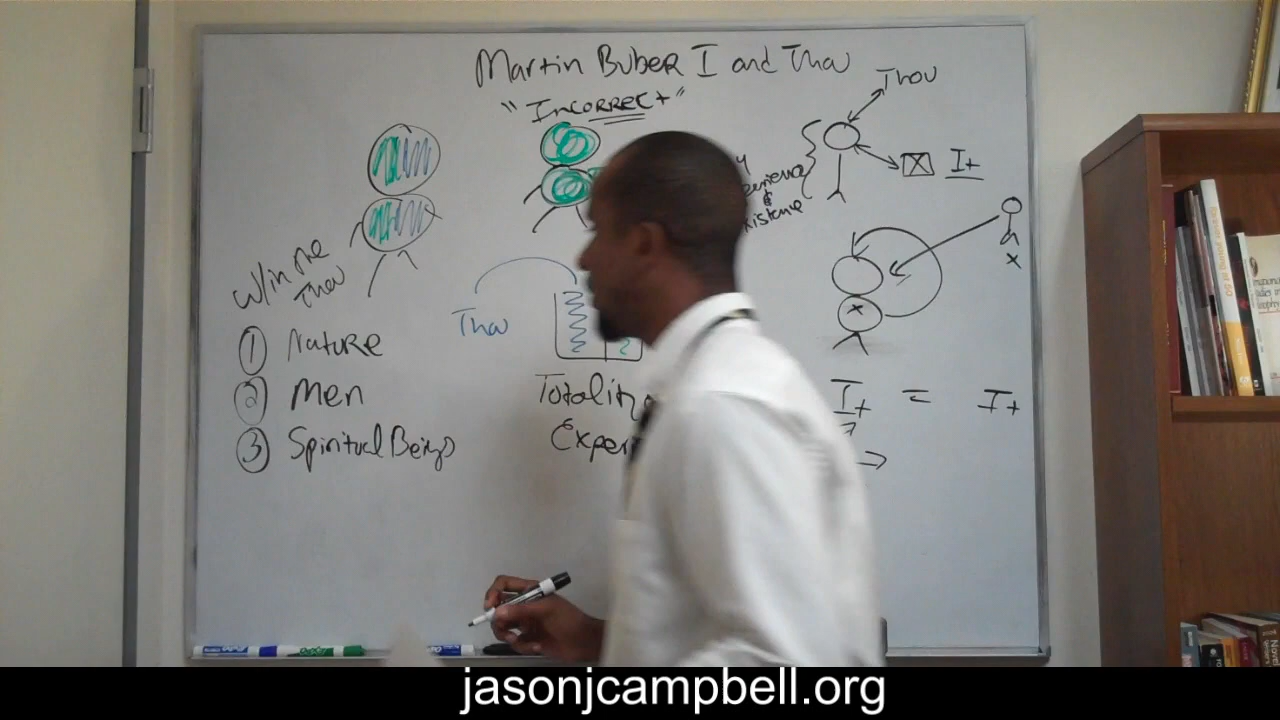 Martin Buber I and Thou
"Incorrect"
Thou
It
w/in the
Thou
x
x
① Nature
② Men
③ Spiritual Beings
Thou
Totality
It = It
jasonjcampbell.org